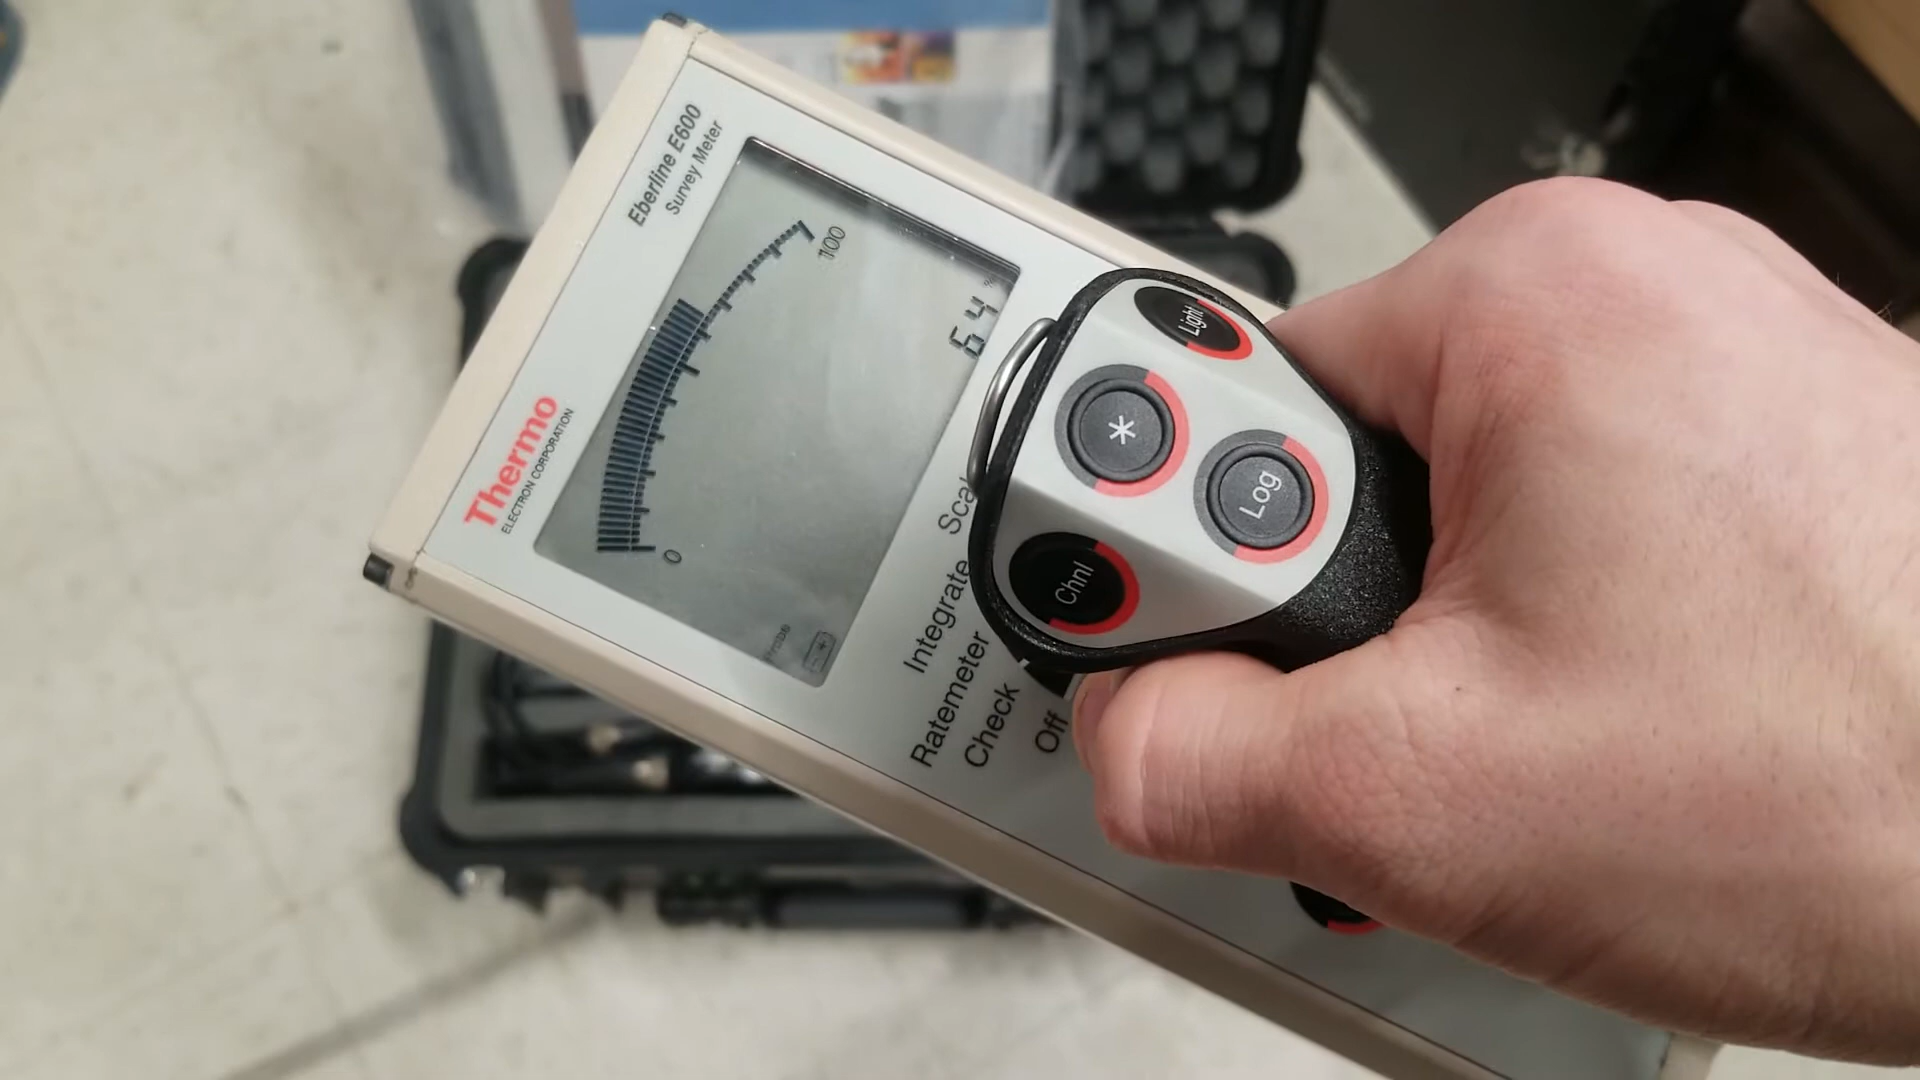 Eberline E600
Survey Meter
Thermo
ELECTRON CORPORATION
100
0
64
%
Integrate
Ratemeter
Check
Off
Light
*
Log
Chnl